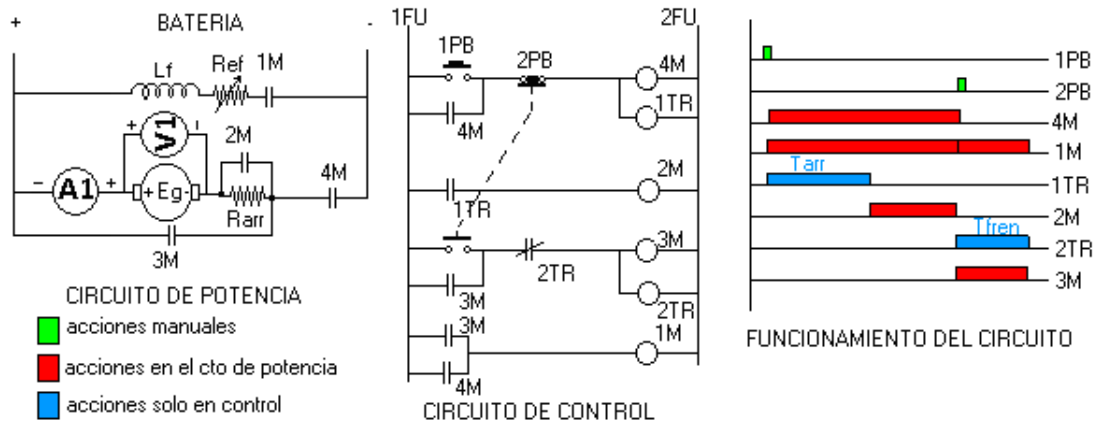 + BATERIA -
Lf Ref 1M
+ V1 -
2M
- A1 + + Eg - 4M
Rarr
3M
CIRCUITO DE POTENCIA
acciones manuales
acciones en el cto de potencia
acciones solo en control
1FU 2FU
1PB 2PB 4M
4M 1TR
2M
1TR
3M
2TR
3M 2TR
3M 1M
4M
CIRCUITO DE CONTROL
1PB
2PB
4M
1M
Tarr 1TR
2M
Tfren 2TR
3M
FUNCIONAMIENTO DEL CIRCUITO